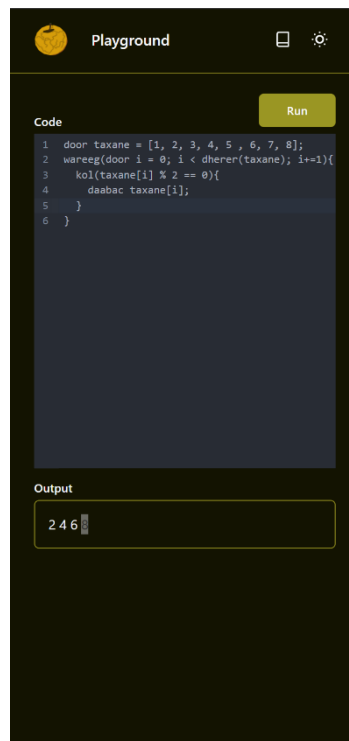 Playground
Run
Code
1 door taxane = [1, 2, 3, 4, 5 , 6, 7, 8];
2 wareeg(door i = 0; i < dherer(taxane); i+=1){
3   kol(taxane[i] % 2 == 0){
4     daabac taxane[i];
5   }
6 }
Output
2 4 6 8